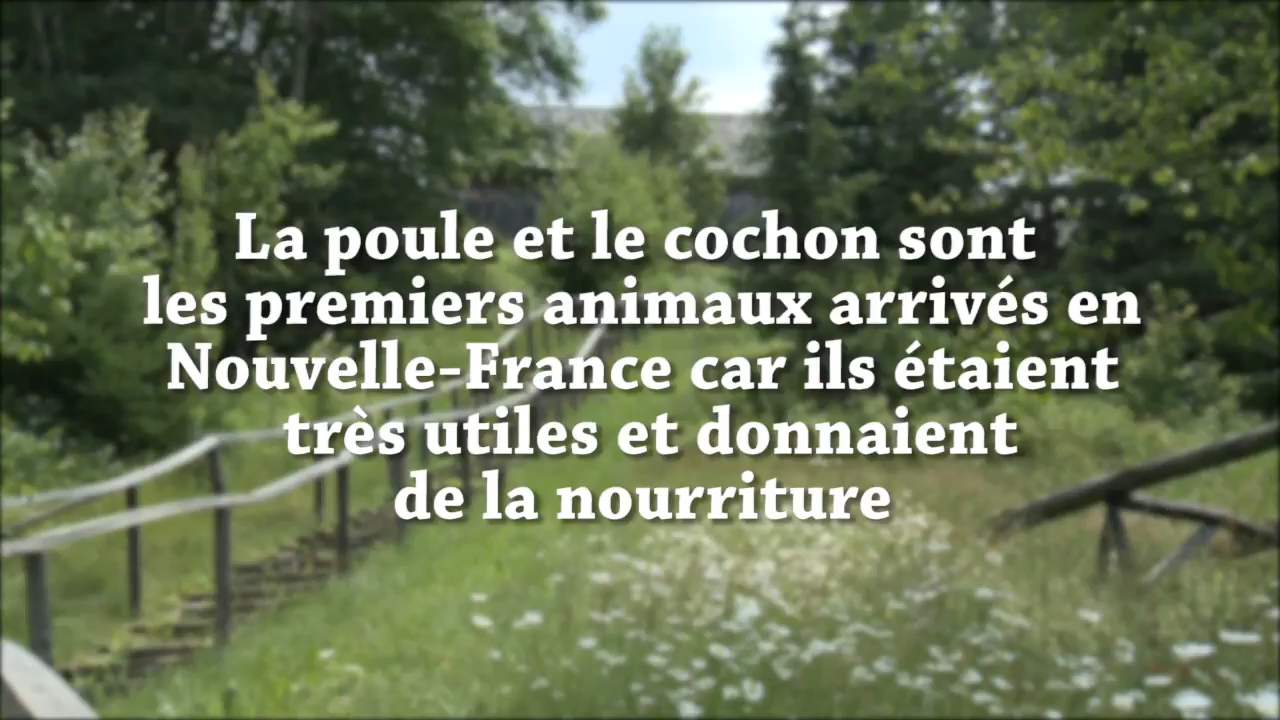 La poule et le cochon sont
les premiers animaux arrivés en
Nouvelle-France car ils étaient
très utiles et donnaient
de la nourriture